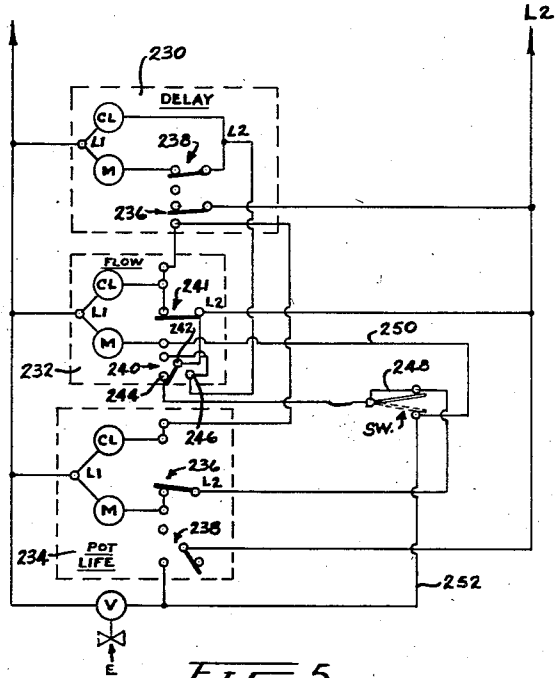 L2
230
DELAY
CL
L1
L2
238
M
236
FLOW
CL
241
L1
L2
242
250
M
232
240
244
246
248
SW.
CL
236
L1
L2
M
238
234
POT
LIFE
252
V
E
FIG 5